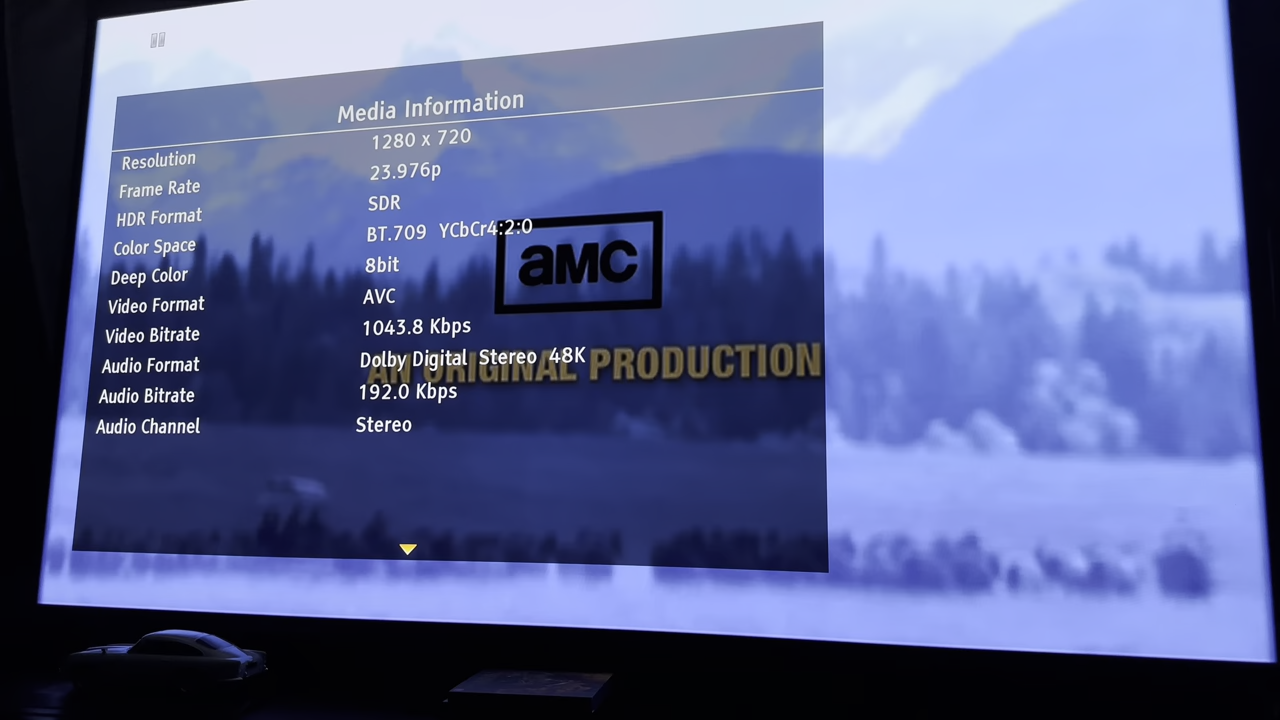 Media Information
Resolution 1280 x 720
Frame Rate 23.976p
HDR Format SDR
Color Space BT.709 YCbCr4:2:0
Deep Color 8bit
Video Format AVC
Video Bitrate 1043.8 Kbps
Audio Format Dolby Digital Stereo 48K
Audio Bitrate 192.0 Kbps
Audio Channel Stereo
aMC
AN ORIGINAL PRODUCTION